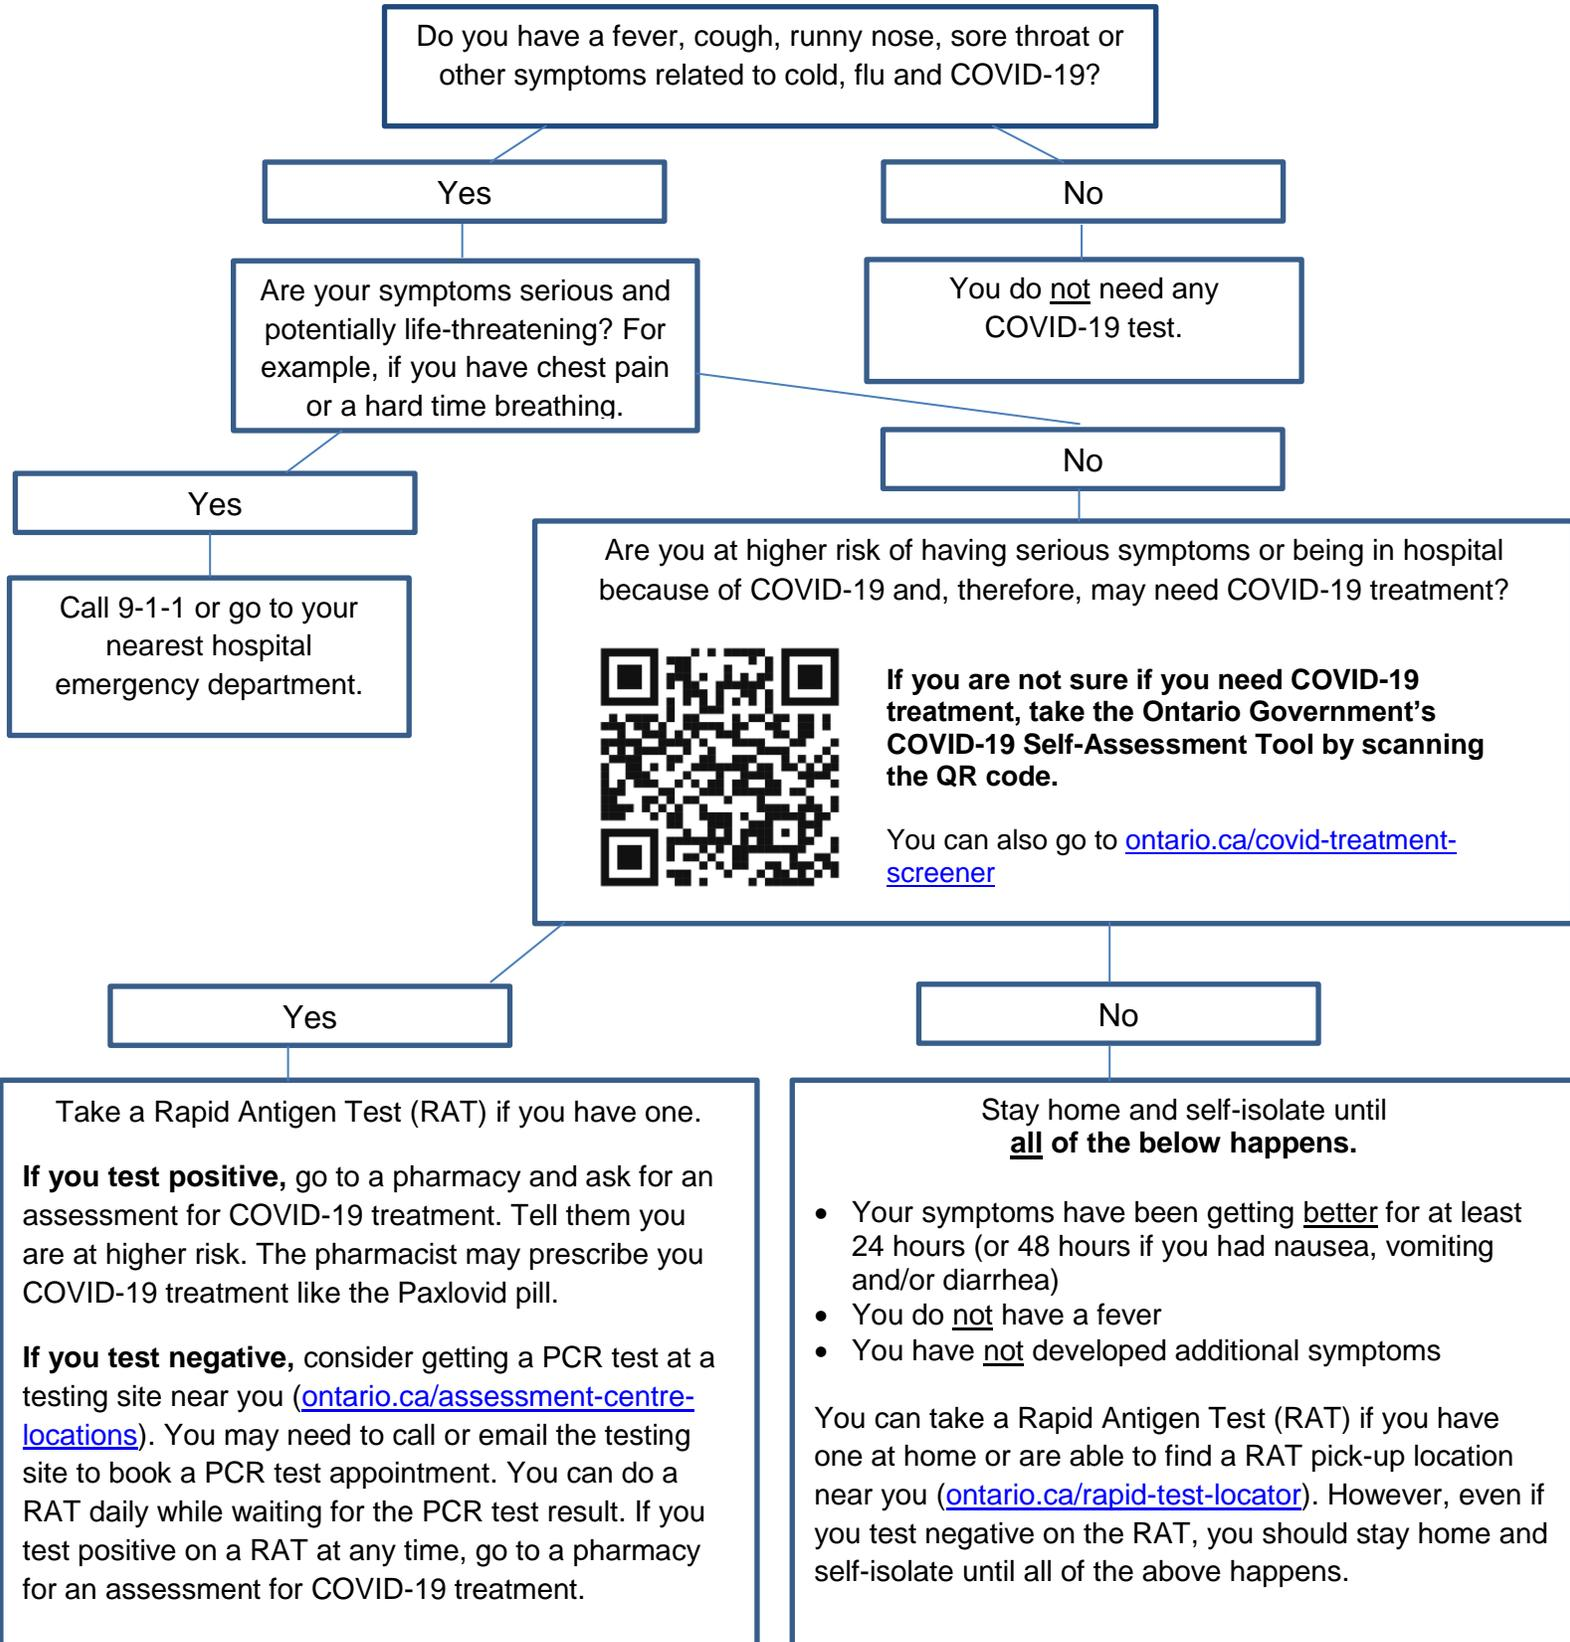 Do you have a fever, cough, runny nose, sore throat or
other symptoms related to cold, flu and COVID-19?
Yes
No
Are your symptoms serious and
potentially life-threatening? For
example, if you have chest pain
or a hard time breathing.
You do not need any
COVID-19 test.
Yes
No
Call 9-1-1 or go to your
nearest hospital
emergency department.
Are you at higher risk of having serious symptoms or being in hospital
because of COVID-19 and, therefore, may need COVID-19 treatment?
If you are not sure if you need COVID-19
treatment, take the Ontario Government’s
COVID-19 Self-Assessment Tool by scanning
the QR code.
You can also go to ontario.ca/covid-treatment-
screener
Yes
No
Take a Rapid Antigen Test (RAT) if you have one.
If you test positive, go to a pharmacy and ask for an
assessment for COVID-19 treatment. Tell them you
are at higher risk. The pharmacist may prescribe you
COVID-19 treatment like the Paxlovid pill.
If you test negative, consider getting a PCR test at a
testing site near you (ontario.ca/assessment-centre-
locations). You may need to call or email the testing
site to book a PCR test appointment. You can do a
RAT daily while waiting for the PCR test result. If you
test positive on a RAT at any time, go to a pharmacy
for an assessment for COVID-19 treatment.
Stay home and self-isolate until
all of the below happens.
• Your symptoms have been getting better for at least
24 hours (or 48 hours if you had nausea, vomiting
and/or diarrhea)
• You do not have a fever
• You have not developed additional symptoms
You can take a Rapid Antigen Test (RAT) if you have
one at home or are able to find a RAT pick-up location
near you (ontario.ca/rapid-test-locator). However, even if
you test negative on the RAT, you should stay home and
self-isolate until all of the above happens.